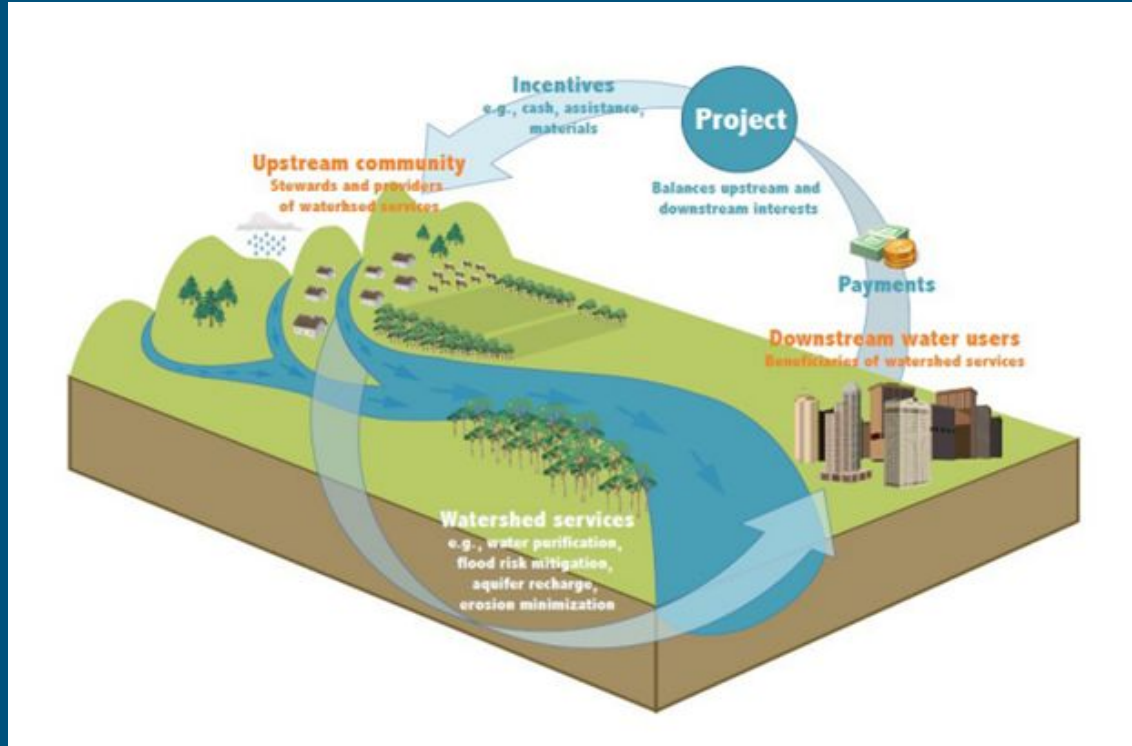 Incentives
e.g., cash, assistance,
materials
Project
Balances upstream and
downstream interests
Upstream community
Stewards and providers
of waterhsed services
Payments
Downstream water users
Beneficiaries of watershed services
Watershed services
e.g., water purification,
flood risk mitigation,
aquifer recharge,
erosion minimization